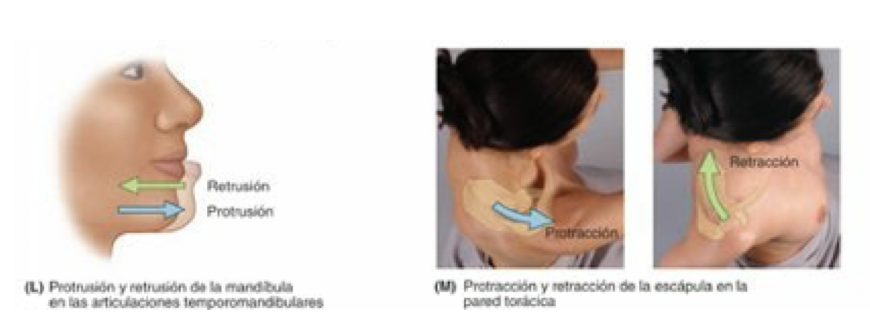 Retrusión
Protrusión
(L) Protrusión y retrusión de la mandíbula
en las articulaciones temporomandibulares
Protracción
Retracción
(M) Protracción y retracción de la escápula en la
pared torácica